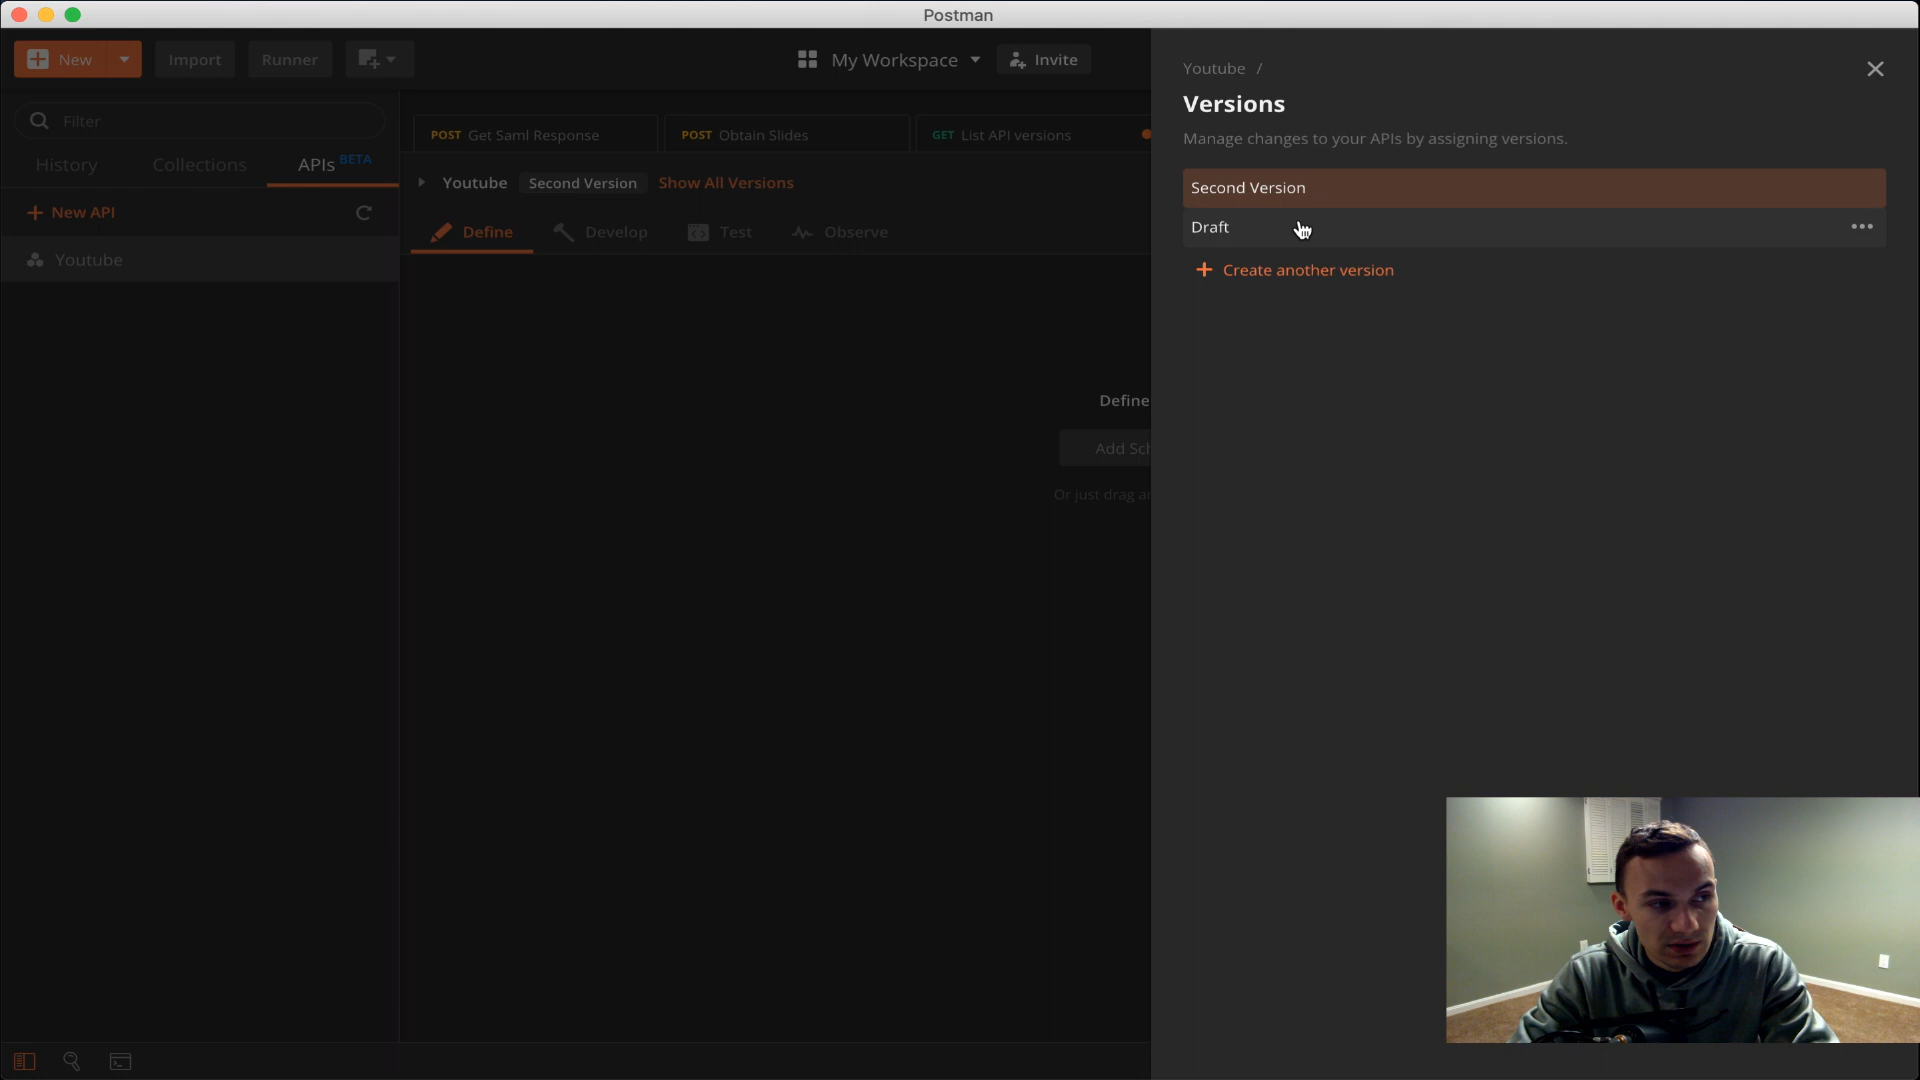 Postman
New
Import
Runner
My Workspace
Invite
Filter
History
Collections
APIs BETA
New API
Youtube
POST Get Saml Response
POST Obtain Slides
GET List API versions
Youtube Second Version Show All Versions
Define
Develop
Test
Observe
Define
Add Sch
Or just drag a
Youtube /
Versions
Manage changes to your APIs by assigning versions.
Second Version
Draft
Create another version